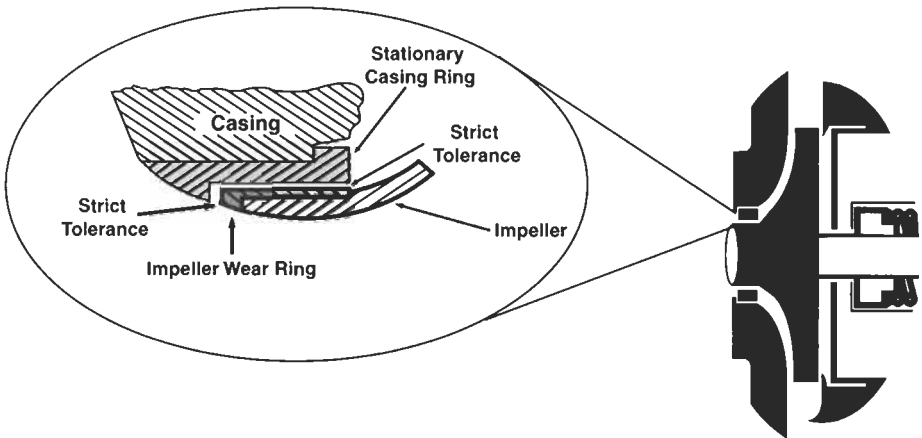 Stationary
Casing Ring
Casing
Strict
Tolerance
Strict
Tolerance
Impeller
Impeller Wear Ring